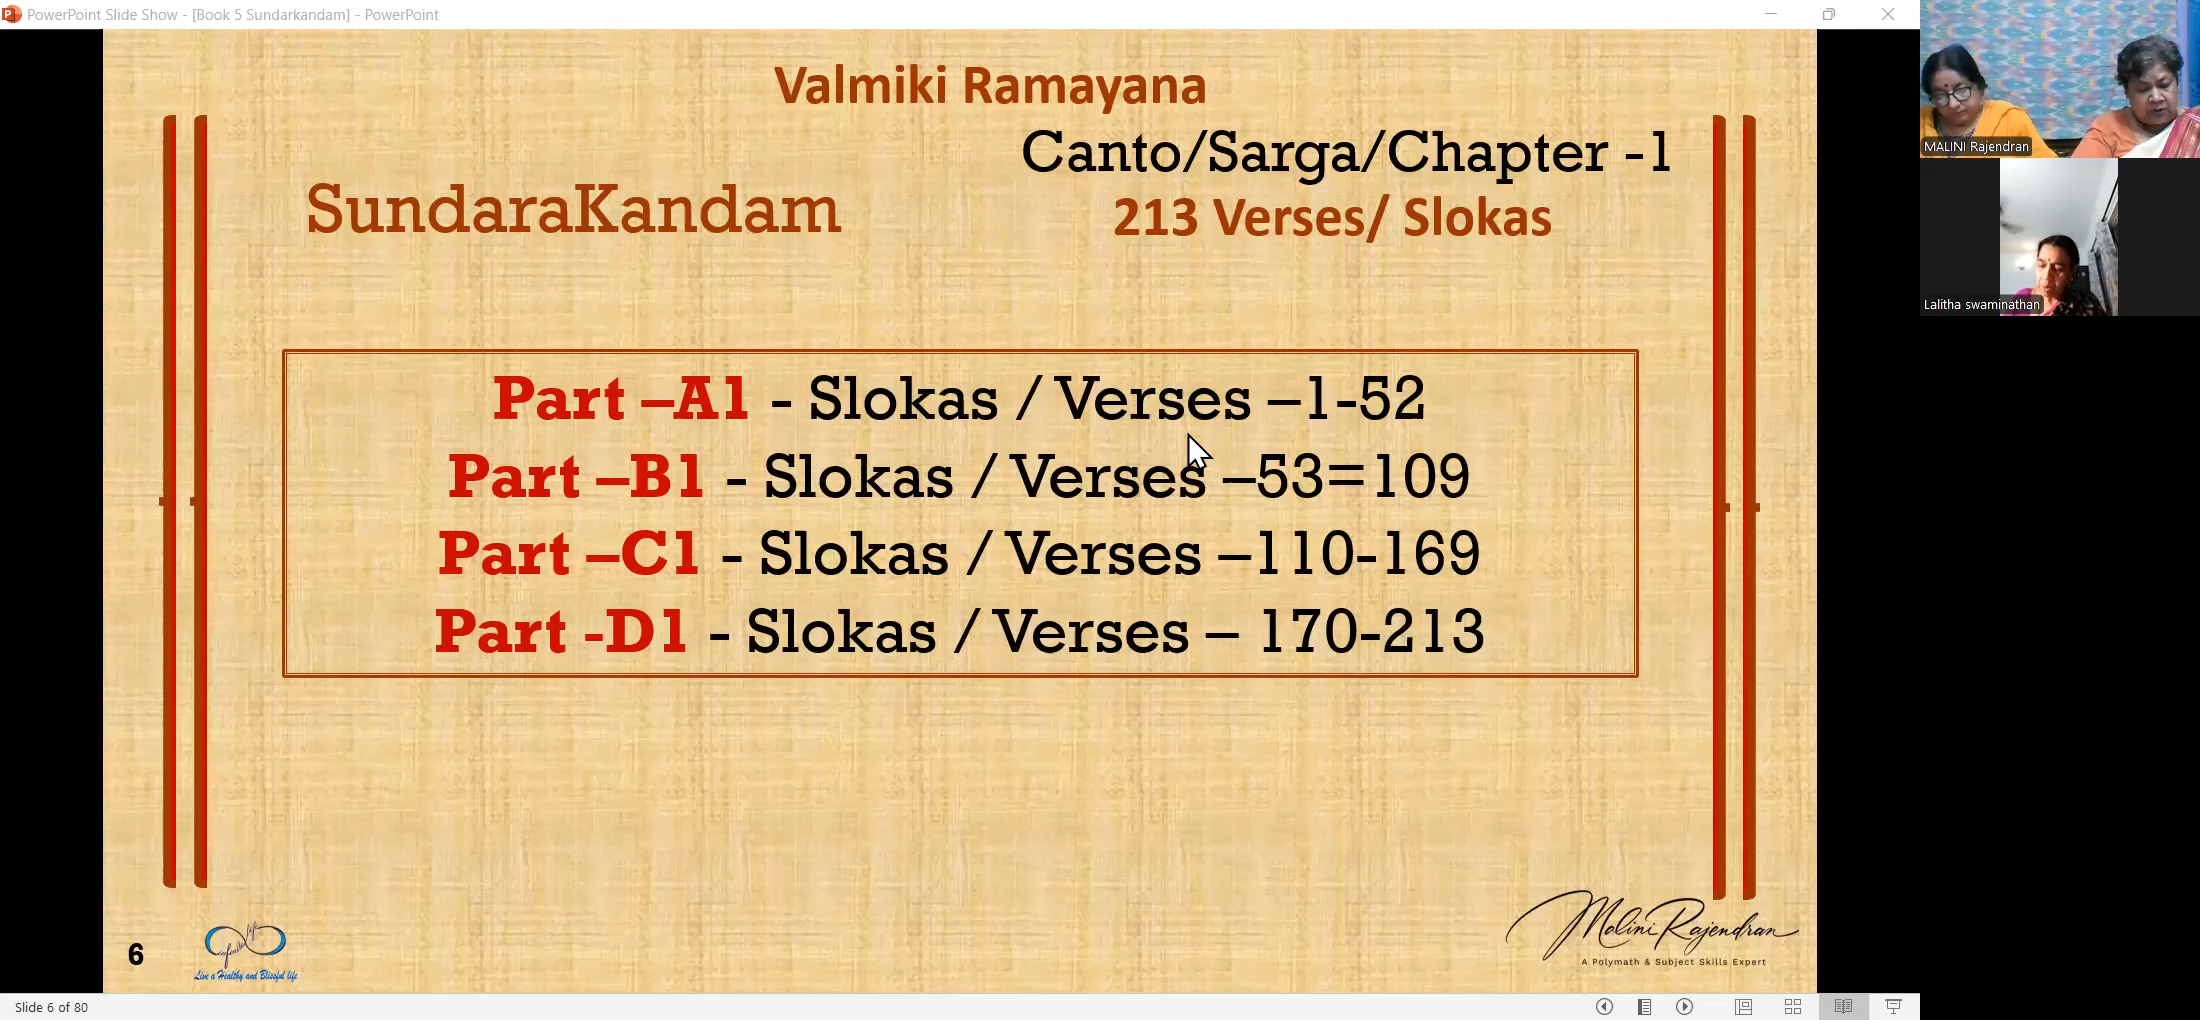 PowerPoint Slide Show - [Book 5 Sundarkandam] - PowerPoint
Valmiki Ramayana
Canto/Sarga/Chapter -1
SundaraKandam
213 Verses/ Slokas
Part –A1 - Slokas / Verses –1-52
Part –B1 - Slokas / Verses –53=109
Part –C1 - Slokas / Verses –110-169
Part -D1 - Slokas / Verses – 170-213
MALINI Rajendran
Lalitha swaminathan
6
infinite life
Live a Healthy and Blissful life
Malini Rajendran
A Polymath & Subject Skills Expert
Slide 6 of 80